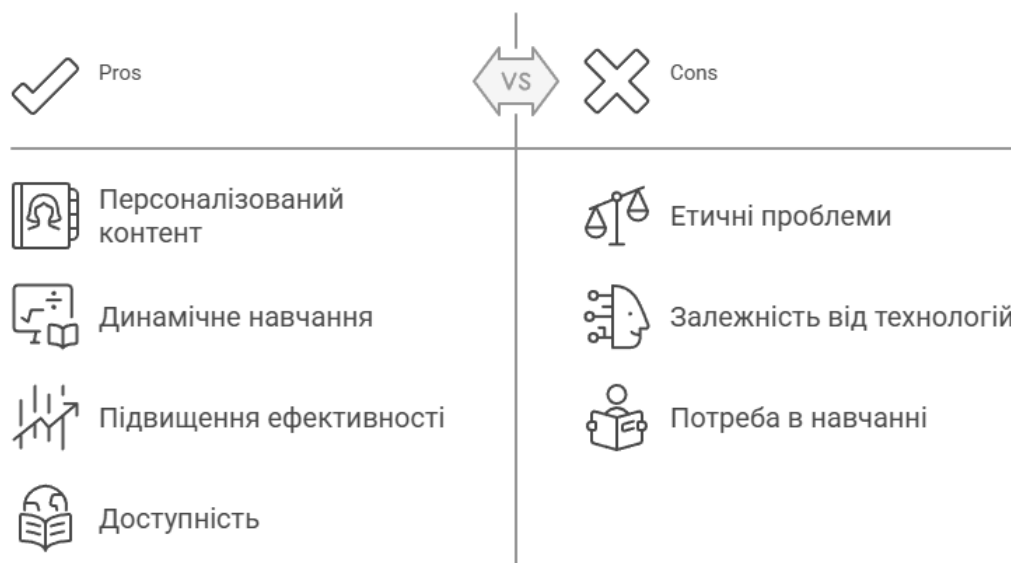 Pros
VS
Cons
Персоналізований
контент
Етичні проблеми
Динамічне навчання
Залежність від технологій
Підвищення ефективності
Потреба в навчанні
Доступність